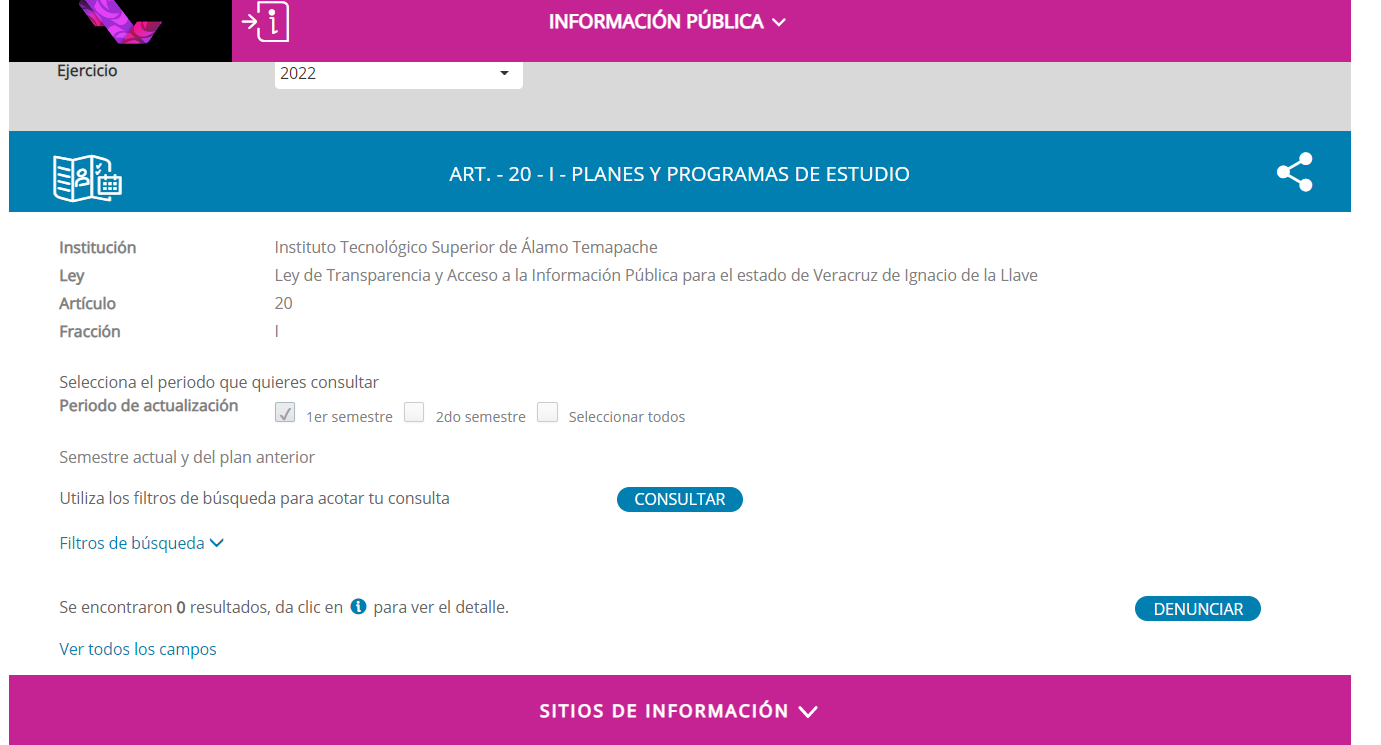 INFORMACIÓN PÚBLICA
Ejercicio
2022
ART. - 20 - I - PLANES Y PROGRAMAS DE ESTUDIO
Institución Instituto Tecnológico Superior de Álamo Temapache
Ley Ley de Transparencia y Acceso a la Información Pública para el estado de Veracruz de Ignacio de la Llave
Artículo 20
Fracción I
Selecciona el periodo que quieres consultar
Periodo de actualización 1er semestre 2do semestre Seleccionar todos
Semestre actual y del plan anterior
Utiliza los filtros de búsqueda para acotar tu consulta CONSULTAR
Filtros de búsqueda
Se encontraron 0 resultados, da clic en i para ver el detalle. DENUNCIAR
Ver todos los campos
SITIOS DE INFORMACIÓN